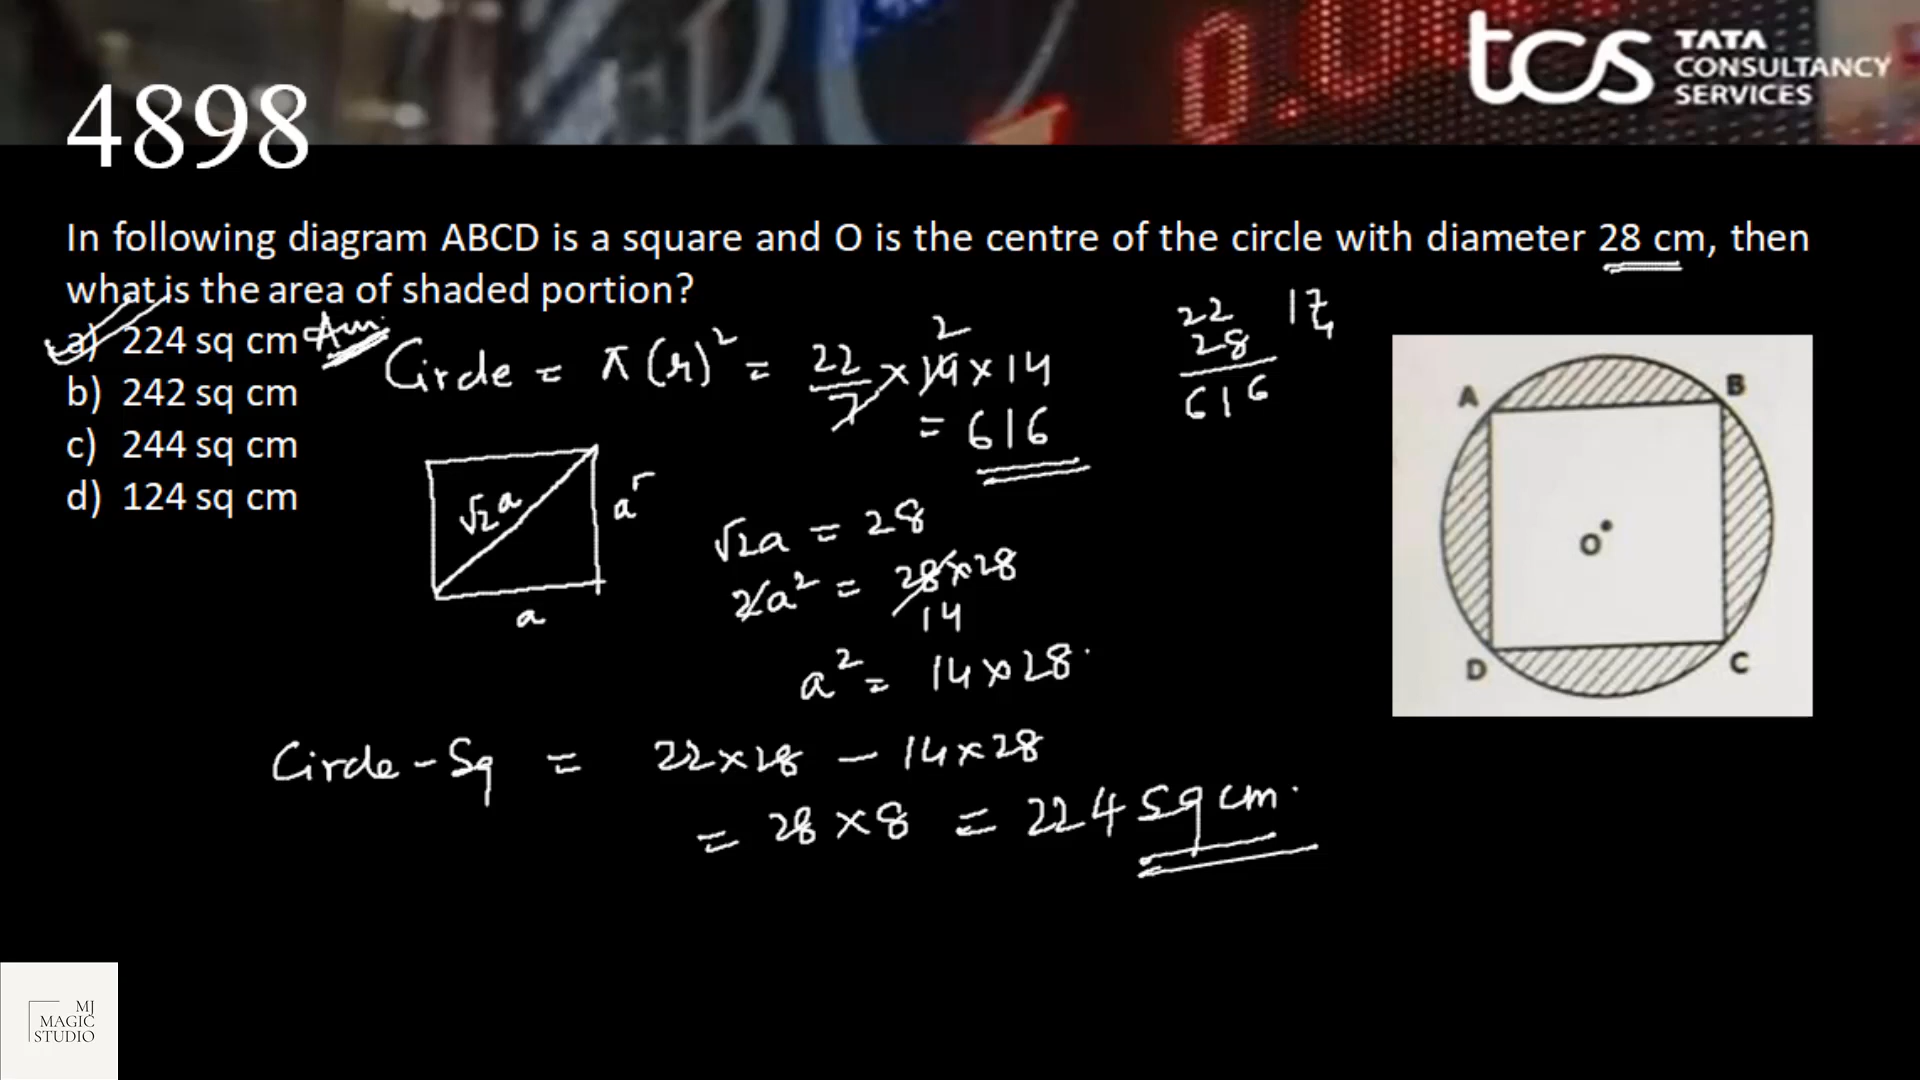 tcs TATA
CONSULTANCY
SERVICES
4898
In following diagram ABCD is a square and O is the centre of the circle with diameter 28 cm, then
what is the area of shaded portion?
a) 224 sq cm Ans.
b) 242 sq cm
c) 244 sq cm
d) 124 sq cm
Circle = π (r)² = 22/7 × 14 × 14
2
= 616
22
28
616
√2a
a
a
√2a = 28
2a² = 28×28
14
a² = 14×28
Circle - Sq = 22×28 - 14×28
= 28×8 = 224 sq cm.
A
B
O
D
C
MJ
MAGIC
STUDIO